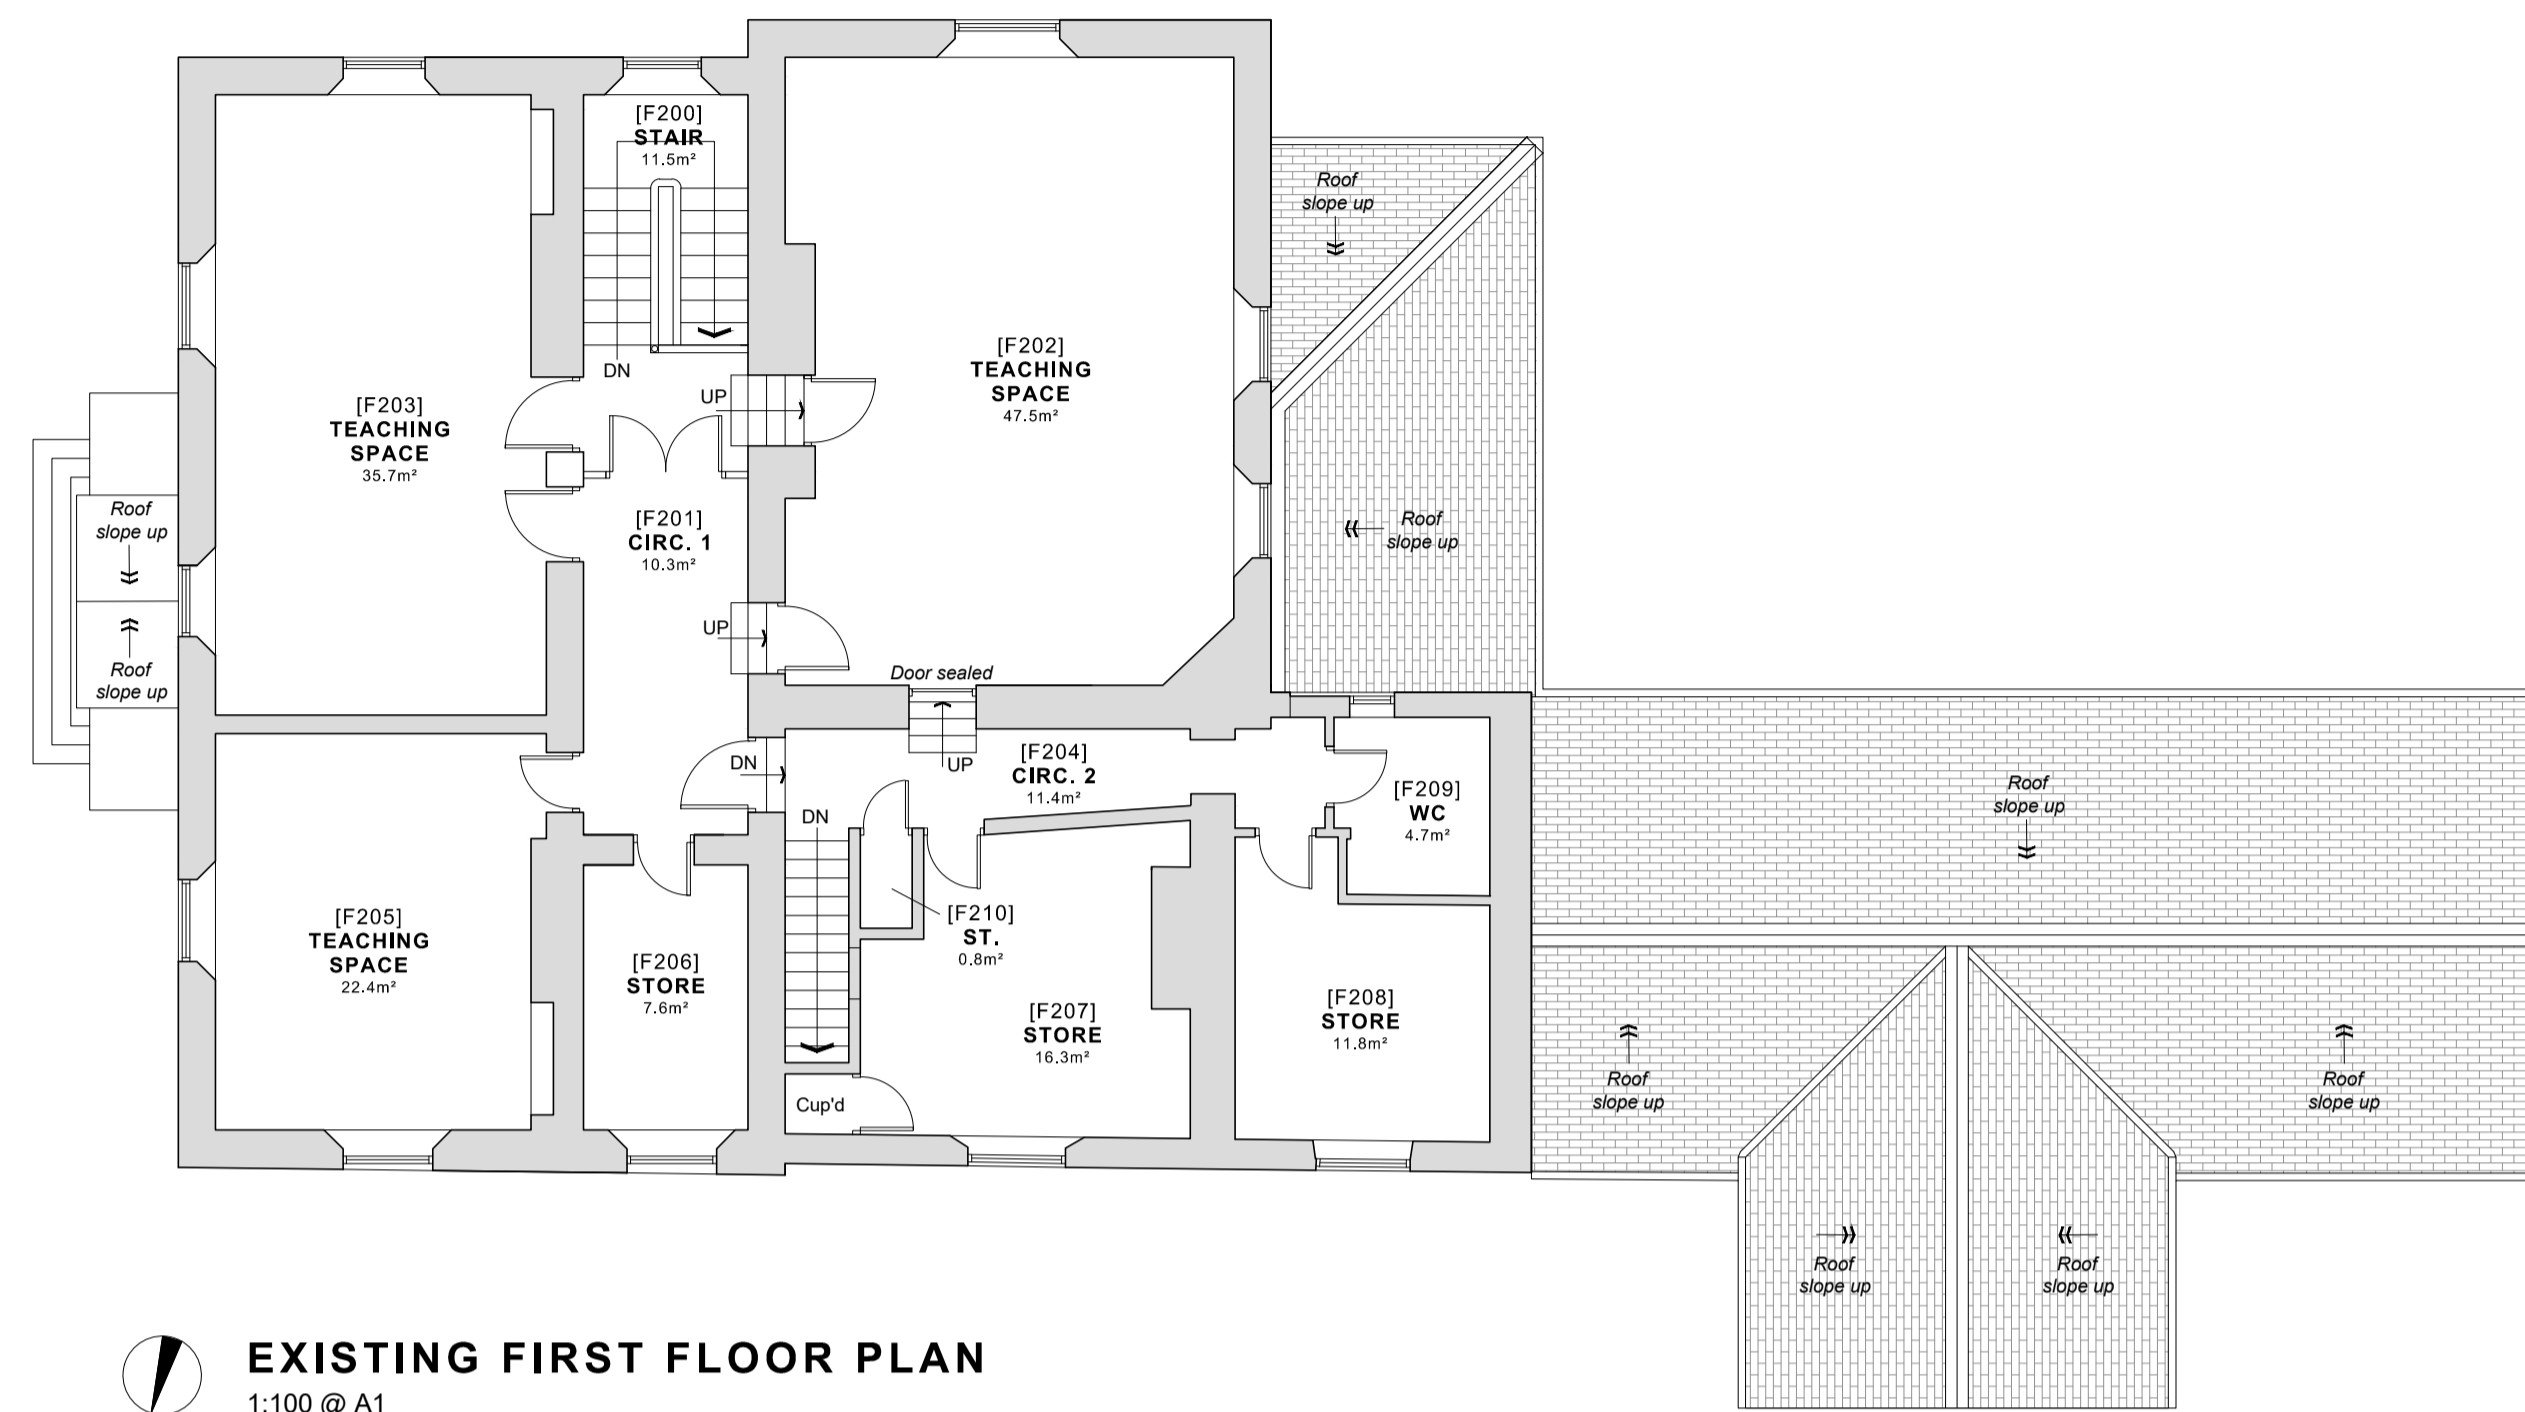 [F200]
STAIR
11.5m²
Roof
slope up
[F202]
TEACHING
SPACE
47.5m²
DN
UP
[F203]
TEACHING
SPACE
35.7m²
Roof
slope up
[F201]
CIRC. 1
10.3m²
Roof
slope up
UP
Roof
slope up
Door sealed
DN
UP
[F204]
CIRC. 2
11.4m²
[F209]
WC
4.7m²
Roof
slope up
DN
[F205]
TEACHING
SPACE
22.4m²
[F210]
ST.
0.8m²
[F206]
STORE
7.6m²
[F207]
STORE
16.3m²
[F208]
STORE
11.8m²
Roof
slope up
Roof
slope up
Cup'd
Roof
slope up
Roof
slope up
EXISTING FIRST FLOOR PLAN
1:100 @ A1